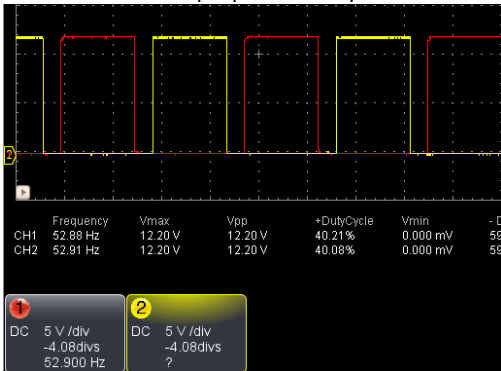 2
Frequency Vmax Vpp +DutyCycle Vmin
CH1 52.88 Hz 12.20 V 12.20 V 40.21% 0.000 mV 59
CH2 52.91 Hz 12.20 V 12.20 V 40.08% 0.000 mV 59
1 2
DC 5 V /div DC 5 V /div
-4.08divs -4.08divs
52.900 Hz ?